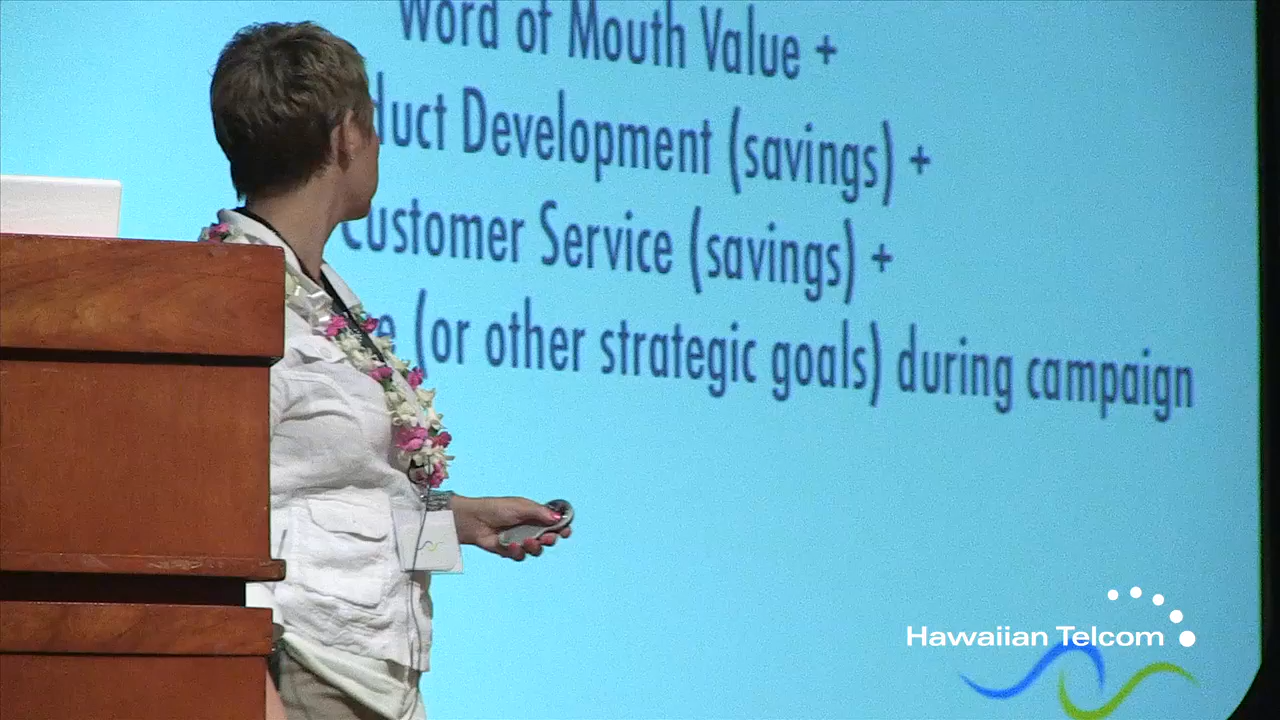 Word of Mouth Value +
duct Development (savings) +
Customer Service (savings) +
e (or other strategic goals) during campaign
Hawaiian Telcom